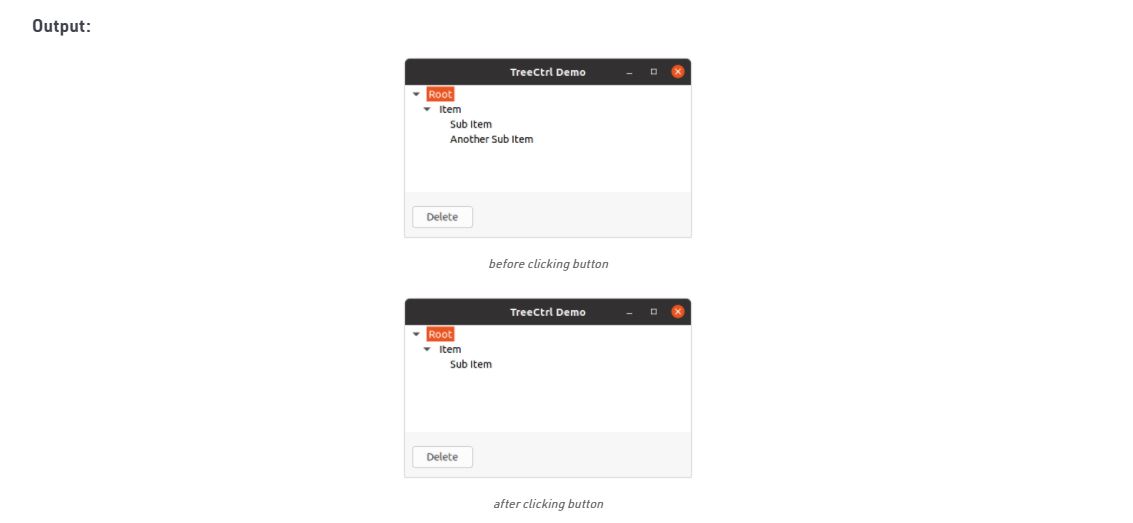 Output:
TreeCtrl Demo
Root
Item
Sub Item
Another Sub Item
Delete
before clicking button
TreeCtrl Demo
Root
Item
Sub Item
Delete
after clicking button